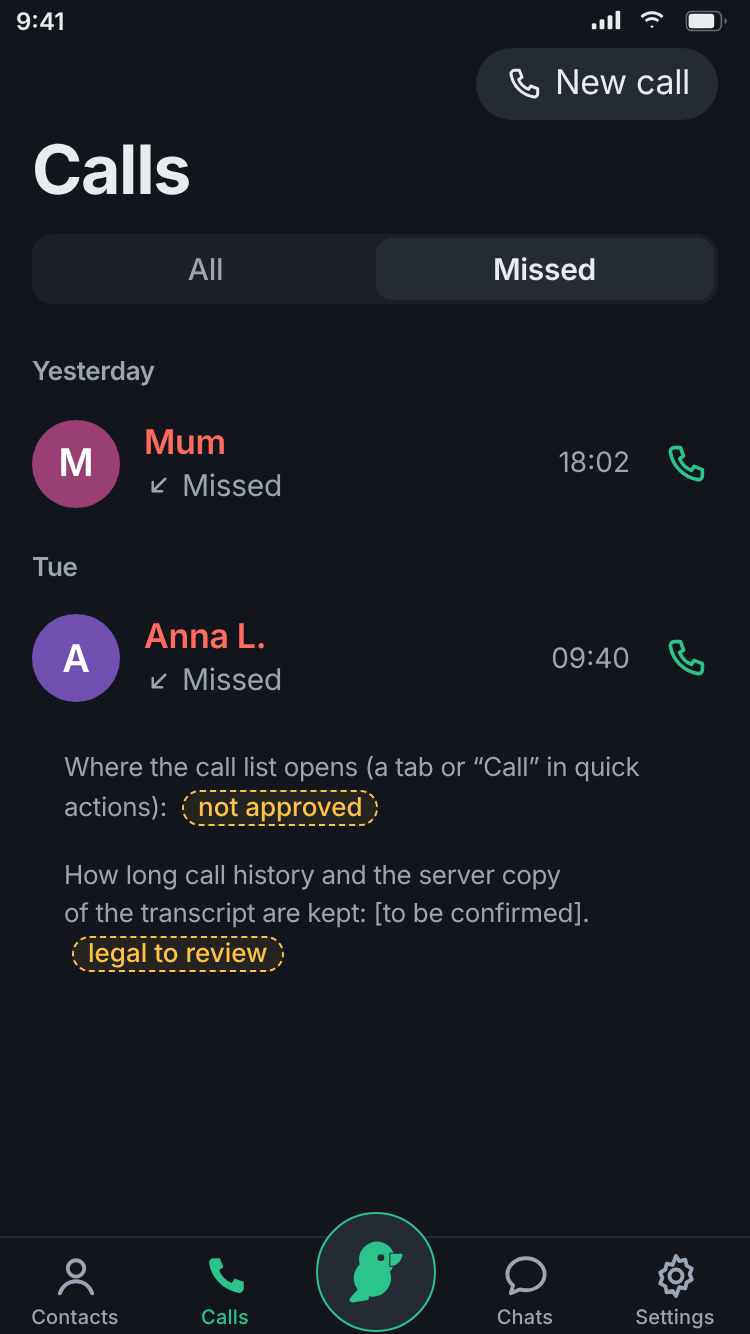 9:41
New call
Calls
All
Missed
Yesterday
M
Mum
Missed
18:02
Tue
A
Anna L.
Missed
09:40
Where the call list opens (a tab or “Call” in quick
actions): not approved
How long call history and the server copy
of the transcript are kept: [to be confirmed].
legal to review
Contacts
Calls
Chats
Settings